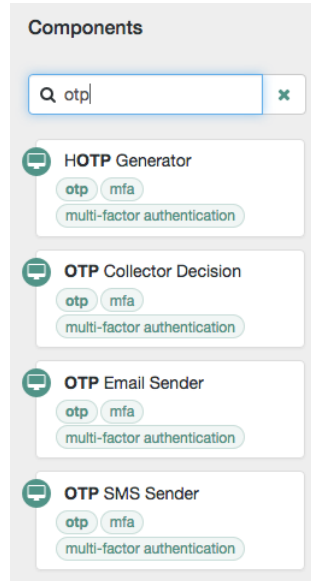 Components
otp
HOTP Generator
otp mfa
multi-factor authentication
OTP Collector Decision
otp mfa
multi-factor authentication
OTP Email Sender
otp mfa
multi-factor authentication
OTP SMS Sender
otp mfa
multi-factor authentication